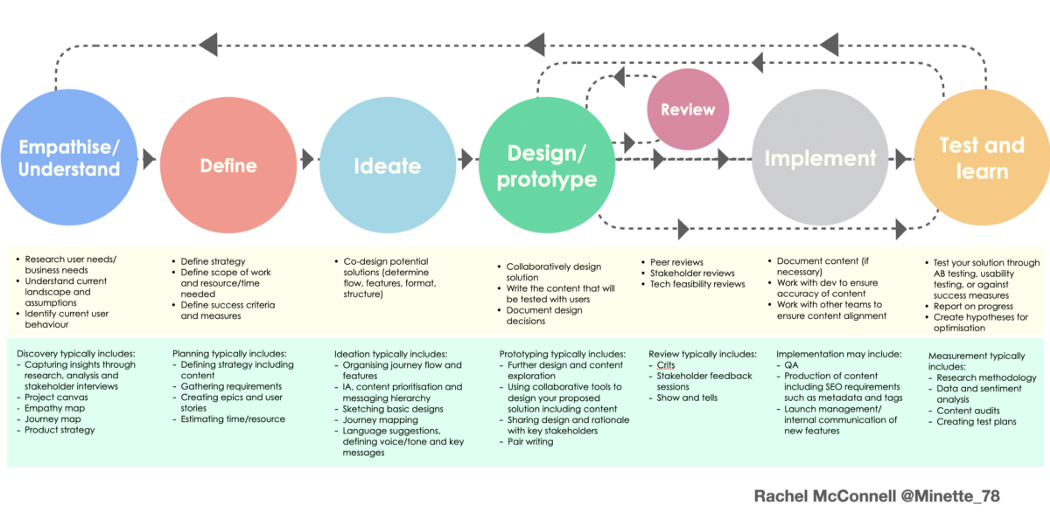 Empathise/
Understand
Define
Ideate
Design/
prototype
Review
Implement
Test and
learn
• Research user needs/
business needs
• Understand current
landscape and
assumptions
• Identify current user
behaviour
• Define strategy
• Define scope of work
and resource/time
needed
• Define success criteria
and measures
• Co-design potential
solutions (determine
flow, features, format,
structure)
• Collaboratively design
solution
• Write the content that will
be tested with users
• Document design
decisions
• Peer reviews
• Stakeholder reviews
• Tech feasibility reviews
• Document content (if
necessary)
• Work with dev to ensure
accuracy of content
• Work with other teams to
ensure content alignment
• Test your solution through
AB testing, usability
testing, or against
success measures
• Report on progress
• Create hypotheses for
optimisation
Discovery typically includes:
- Capturing insights through
research, analysis and
stakeholder interviews
- Project canvas
- Empathy map
- Journey map
- Product strategy
Planning typically includes:
- Defining strategy including
content
- Gathering requirements
- Creating epics and user
stories
- Estimating time/resource
Ideation typically includes:
- Organising journey flow and
features
- IA, content prioritisation and
messaging hierarchy
- Sketching basic designs
- Journey mapping
- Language suggestions,
defining voice/tone and key
messages
Prototyping typically includes:
- Further design and content
exploration
- Using collaborative tools to
design your proposed
solution including content
- Sharing design and rationale
with key stakeholders
- Pair writing
Review typically includes:
- Crits
- Stakeholder feedback
sessions
- Show and tells
Implementation may include:
- QA
- Production of content
including SEO requirements
such as metadata and tags
- Launch management/
internal communication of
new features
Measurement typically
includes:
- Research methodology
- Data and sentiment
analysis
- Content audits
- Creating test plans
Rachel McConnell @Minette_78